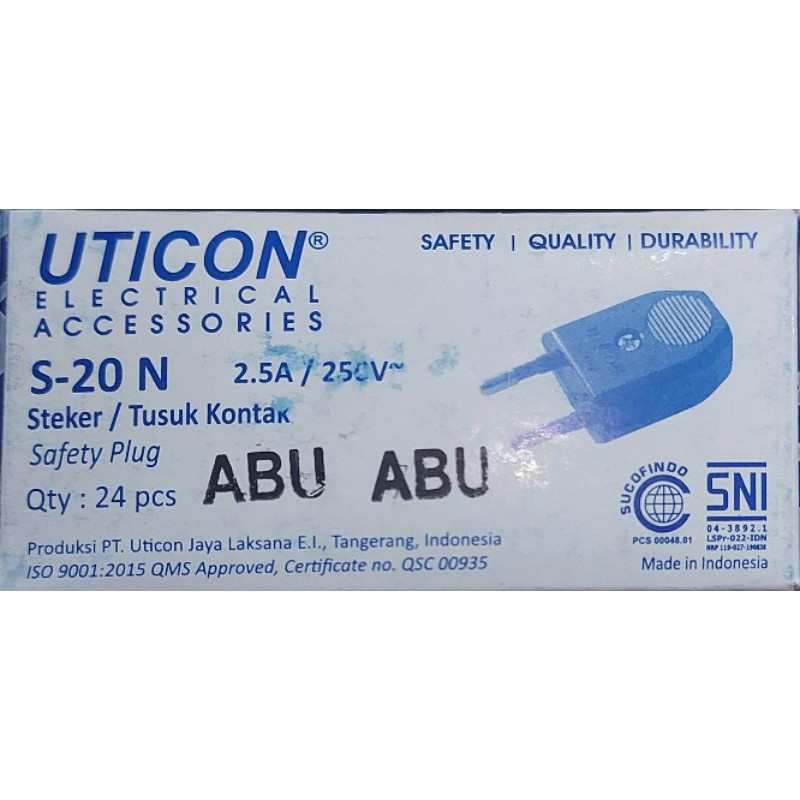 UTICON®
ELECTRICAL
ACCESSORIES
SAFETY | QUALITY | DURABILITY
S-20 N 2.5A / 250V~
Steker / Tusuk Kontak
Safety Plug
Qty : 24 pcs
ABU ABU
SUCOFINDO
PCS 00048.01
SNI
04-3892.1
LSPr-022-IDN
Produksi PT. Uticon Jaya Laksana E.I., Tangerang, Indonesia
ISO 9001:2015 QMS Approved, Certificate no. QSC 00935
Made in Indonesia